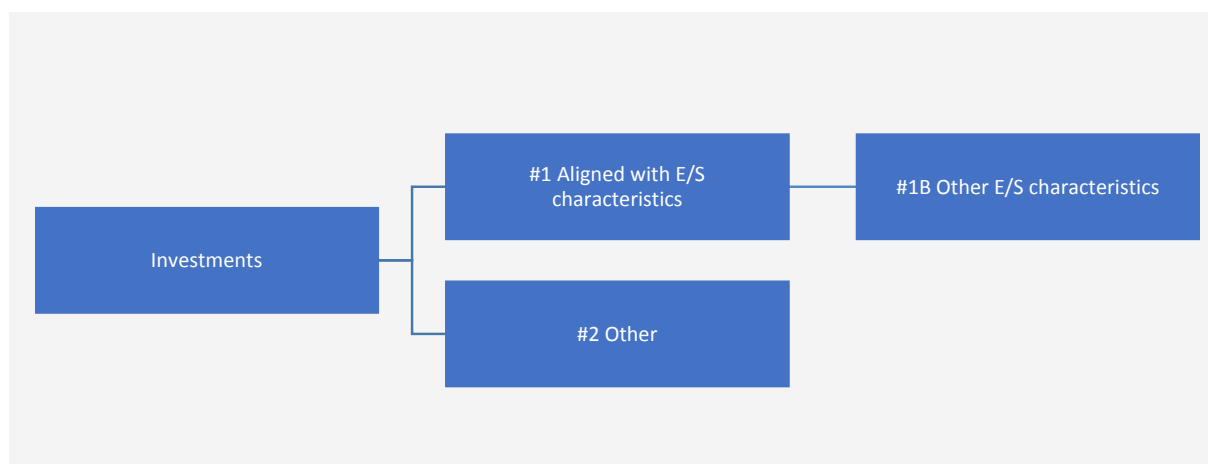 #1 Aligned with E/S
characteristics
#1B Other E/S characteristics
Investments
#2 Other